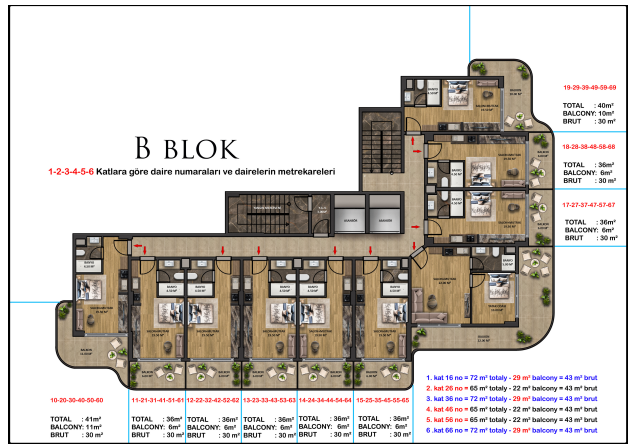 B BLOK
1-2-3-4-5-6 Katlara göre daire numaraları ve dairelerin metrekareleri
19-29-39-49-59-69
TOTAL : 40m²
BALCONY: 10m²
BRUT : 30 m²
18-28-38-48-58-68
TOTAL : 36m²
BALCONY: 6m²
BRUT : 30 m²
17-27-37-47-57-67
TOTAL : 36m²
BALCONY: 6m²
BRUT : 30 m²
10-20-30-40-50-60
TOTAL : 41m²
BALCONY: 11m²
BRUT : 30 m²
11-21-31-41-51-61
TOTAL : 36m²
BALCONY: 6m²
BRUT : 30 m²
12-22-32-42-52-62
TOTAL : 36m²
BALCONY: 6m²
BRUT : 30 m²
13-23-33-43-53-63
TOTAL : 36m²
BALCONY: 6m²
BRUT : 30 m²
14-24-34-44-54-64
TOTAL : 36m²
BALCONY: 6m²
BRUT : 30 m²
15-25-35-45-55-65
TOTAL : 36m²
BALCONY: 6m²
BRUT : 30 m²
1. kat 16 no = 72 m² totaly - 29 m² balcony = 43 m² brut
2. kat 26 no = 65 m² totaly - 22 m² balcony = 43 m² brut
3. kat 36 no = 72 m² totaly - 29 m² balcony = 43 m² brut
4. kat 46 no = 65 m² totaly - 22 m² balcony = 43 m² brut
5. kat 56 no = 65 m² totaly - 22 m² balcony = 43 m² brut
6 .kat 66 no = 72 m² totaly - 29 m² balcony = 43 m² brut